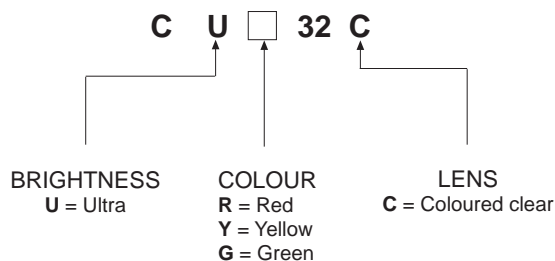 C U 32 C
BRIGHTNESS
U = Ultra
COLOUR
R = Red
Y = Yellow
G = Green
LENS
C = Coloured clear